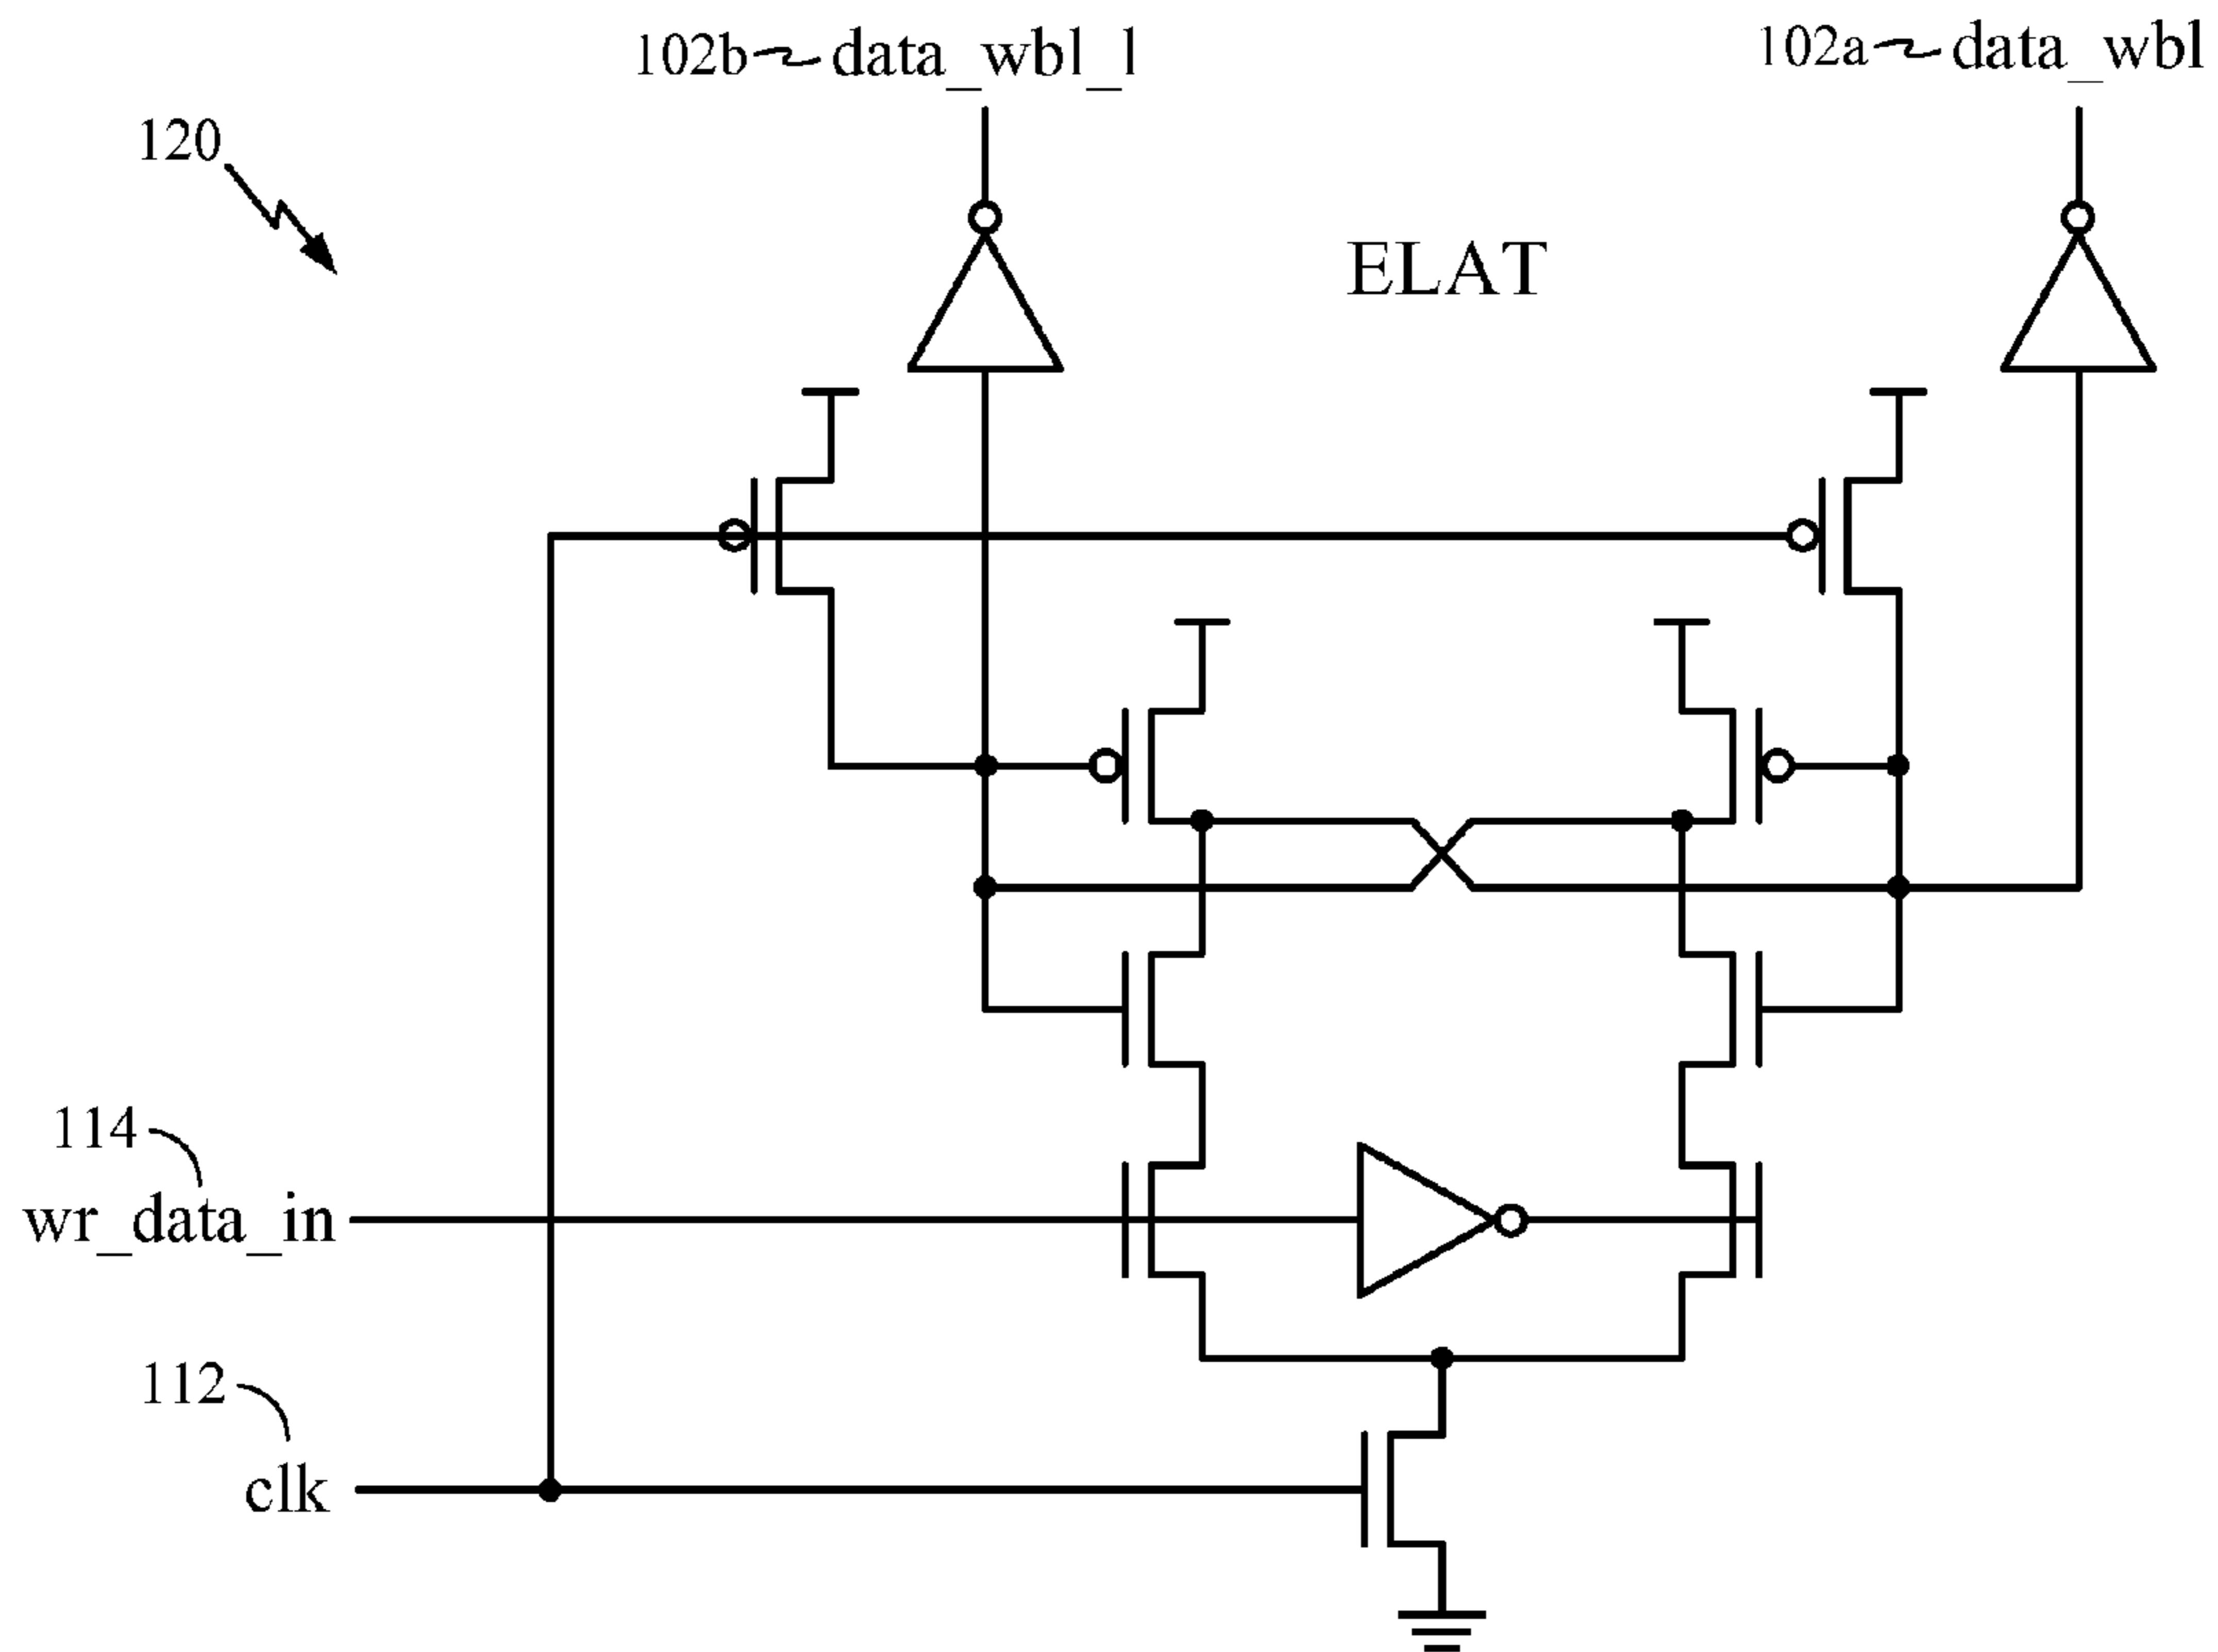 102b data_wbl_l
102a data_wbl
120
ELAT
114
wr_data_in
112
clk